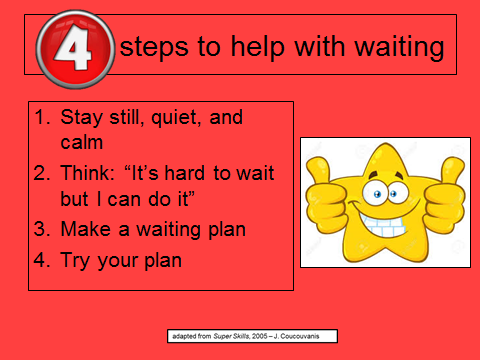 4 steps to help with waiting
1. Stay still, quiet, and
calm
2. Think: “It’s hard to wait
but I can do it”
3. Make a waiting plan
4. Try your plan
adapted from Super Skills, 2005 – J. Coucouvanis